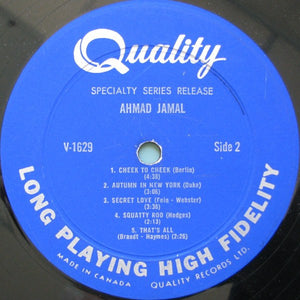 Quality
SPECIALTY SERIES RELEASE
AHMAD JAMAL
V-1629
Side 2
1. CHEEK TO CHEEK (Berlin)
(4:38)
2. AUTUMN IN NEW YORK (Duke)
(3:06)
3. SECRET LOVE (Fein - Webster)
(3:30)
4. SQUATTY ROO (Hodges)
(2:13)
5. THAT'S ALL
(Brandt - Haymes) (2:26)
LONG PLAYING HIGH FIDELITY
MADE IN CANADA
QUALITY RECORDS LTD.